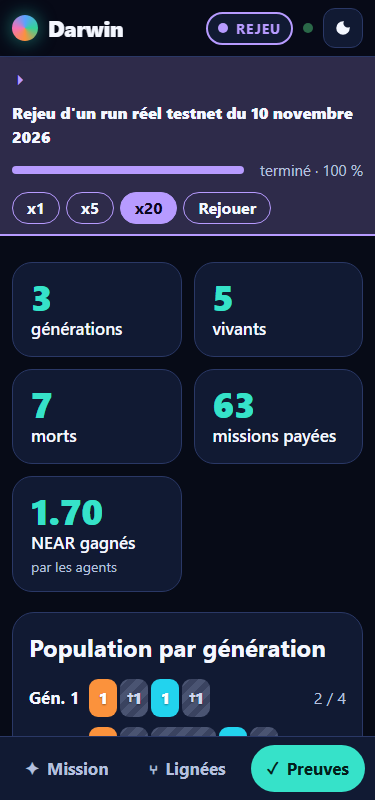 Darwin
REJEU
Rejeu d'un run réel testnet du 10 novembre
2026
terminé · 100 %
x1 x5 x20 Rejouer
3
générations
5
vivants
7
morts
63
missions payées
1.70
NEAR gagnés
par les agents
Population par génération
Gén. 1 1 †1 1 †1 2 / 4
✦ Mission
⑂ Lignées
✓ Preuves